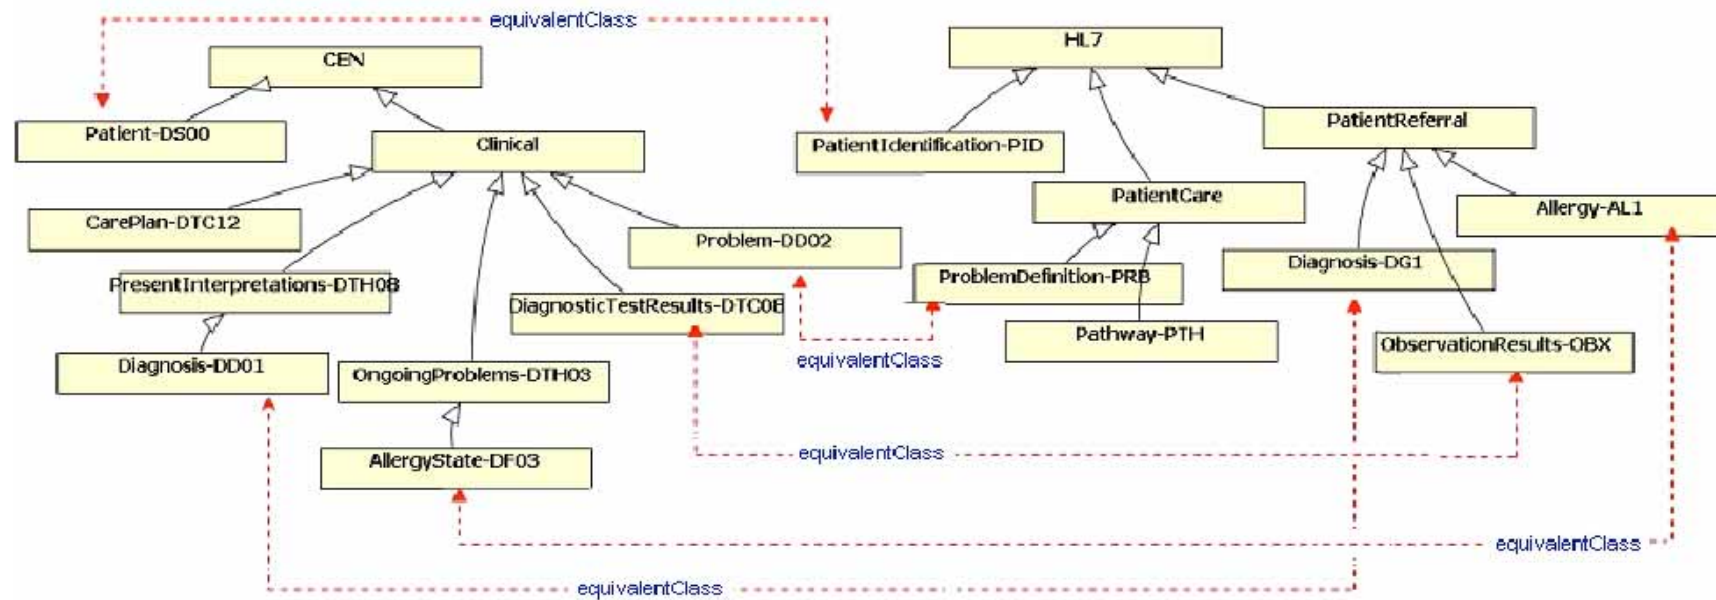 equivalentClass
CEN
HL7
Patient-DS00
Clinical
PatientIdentification-PID
PatientReferral
CarePlan-DTC12
Problem-DD02
PatientCare
Allergy-AL1
PresentInterpretations-DTH08
DiagnosticTestResults-DTC08
ProblemDefinition-PRB
Diagnosis-DG1
Diagnosis-DD01
OngoingProblems-DTH03
equivalentClass
Pathway-PTH
ObservationResults-OBX
AllergyState-DF03
equivalentClass
equivalentClass
equivalentClass